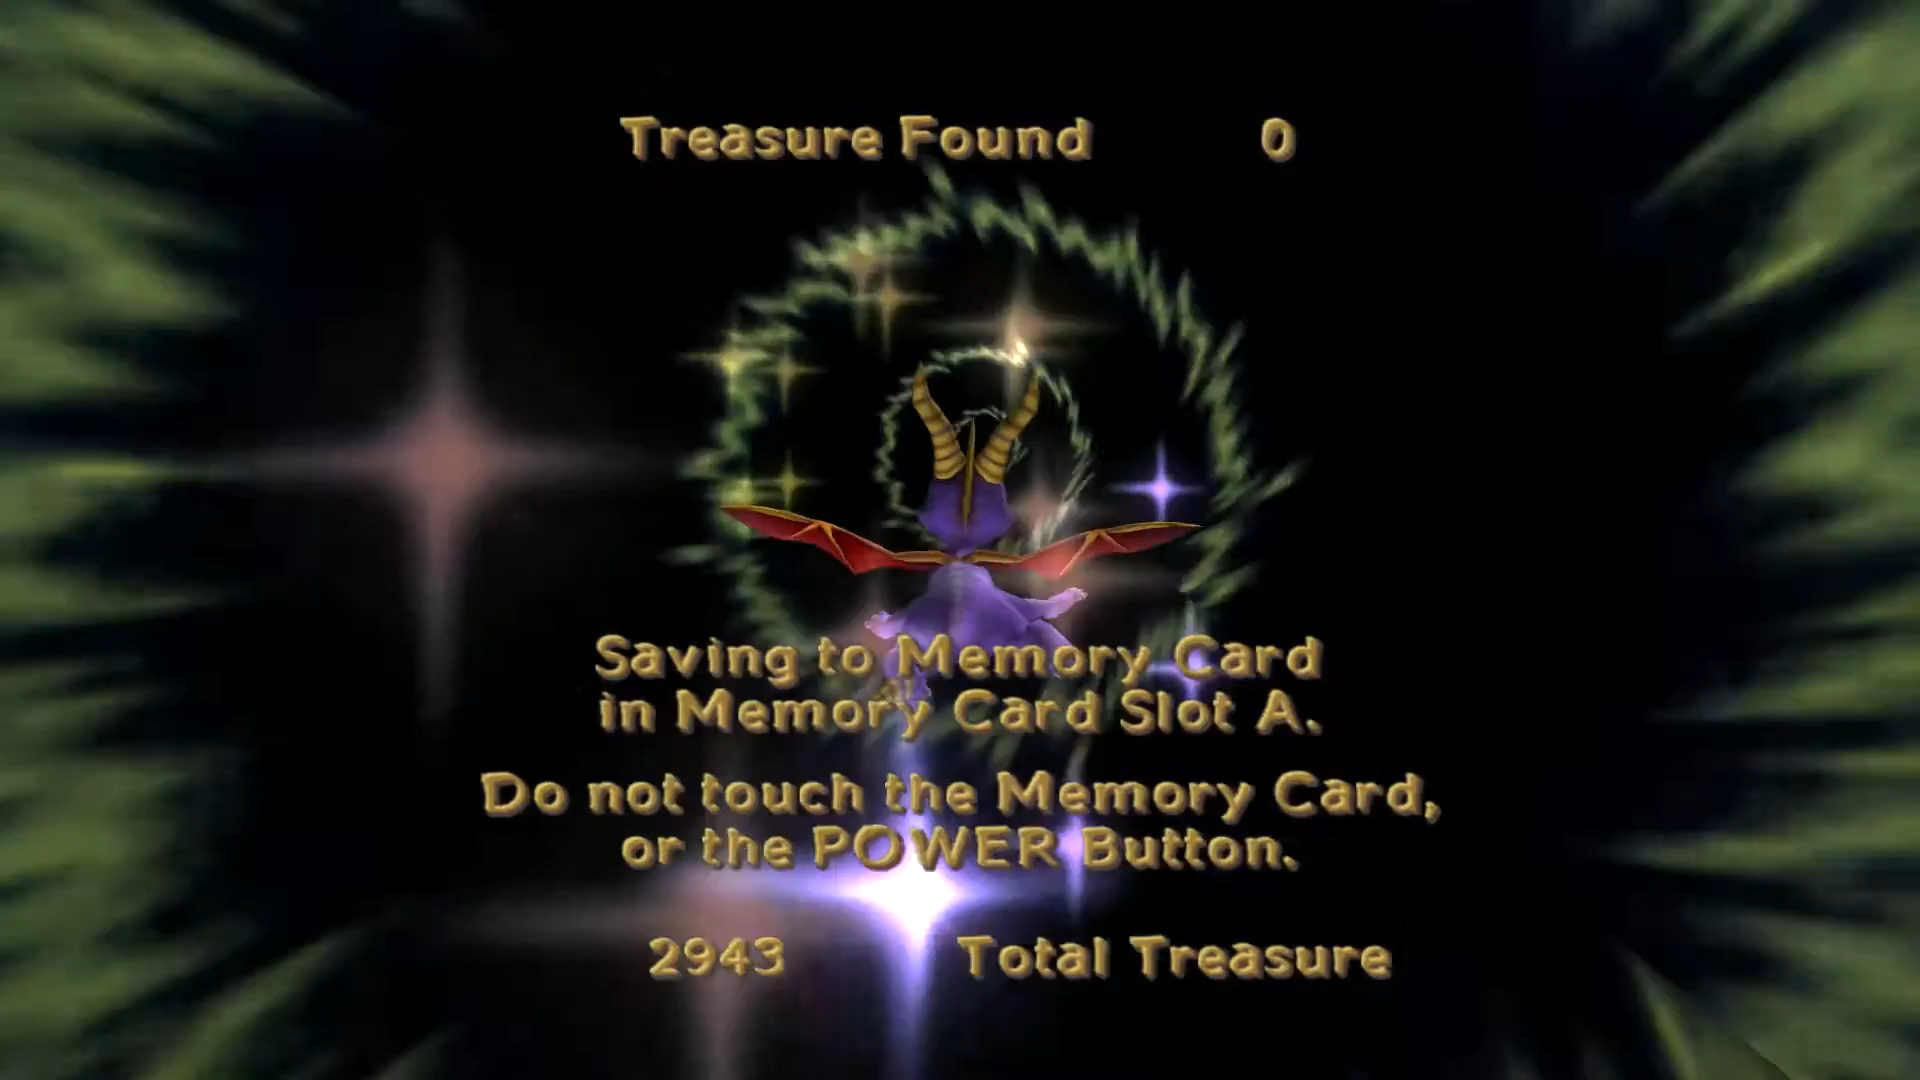 Treasure Found 0
Saving to Memory Card
in Memory Card Slot A.
Do not touch the Memory Card,
or the POWER Button.
2943 Total Treasure